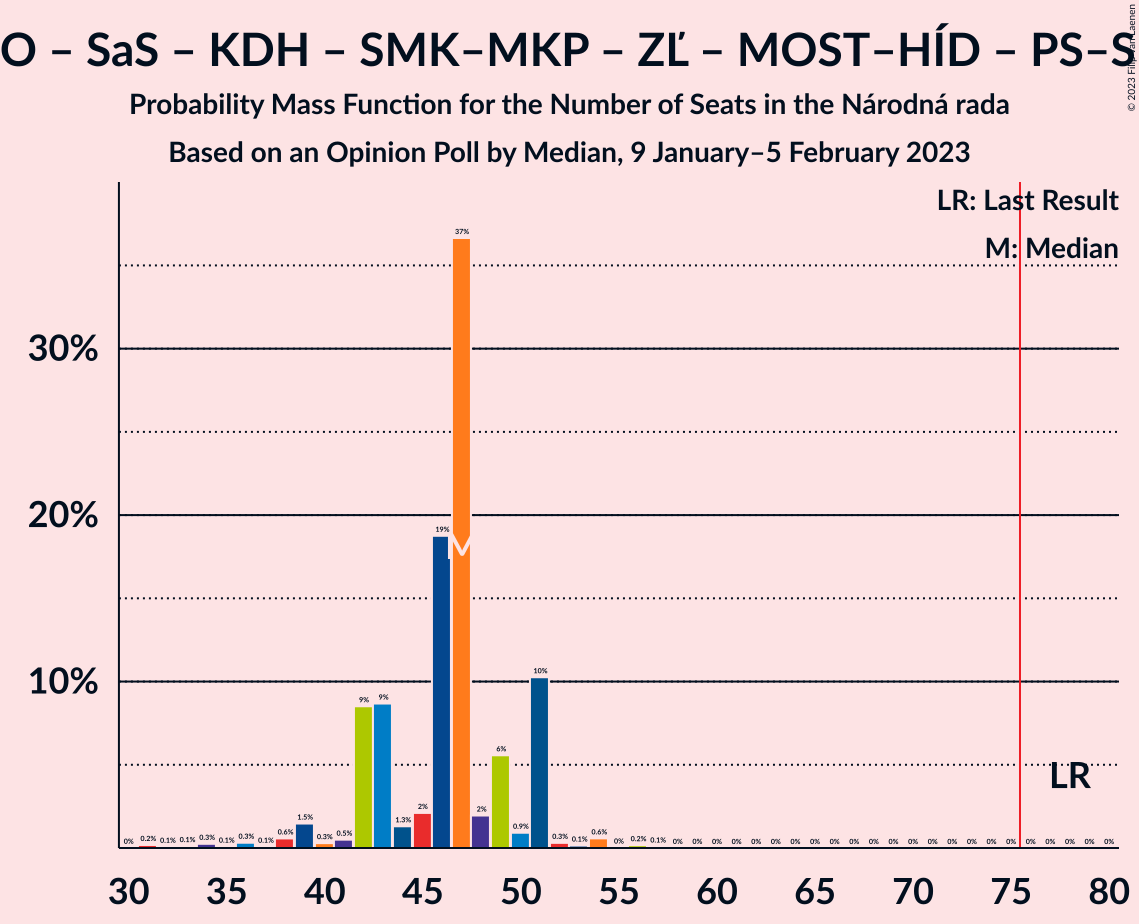 O – SaS – KDH – SMK–MKP – ZĽ – MOST–HÍD – PS–S
Probability Mass Function for the Number of Seats in the Národná rada
Based on an Opinion Poll by Median, 9 January–5 February 2023
© 2023 Filip van Laenen
LR: Last Result
M: Median
37%
30%
19%
M
20%
10%
10%
9% 9%
6%
LR
0% 0.2% 0.1% 0.1% 0.3% 0.1% 0.3% 0.1% 0.6% 1.5% 0.3% 0.5% 1.3% 2% 2% 0.9% 0.3% 0.1% 0.6% 0% 0.2% 0.1% 0% 0% 0% 0% 0% 0% 0% 0% 0% 0% 0% 0% 0% 0% 0% 0% 0% 0% 0% 0% 0% 0% 0%
30 35 40 45 50 55 60 65 70 75 80